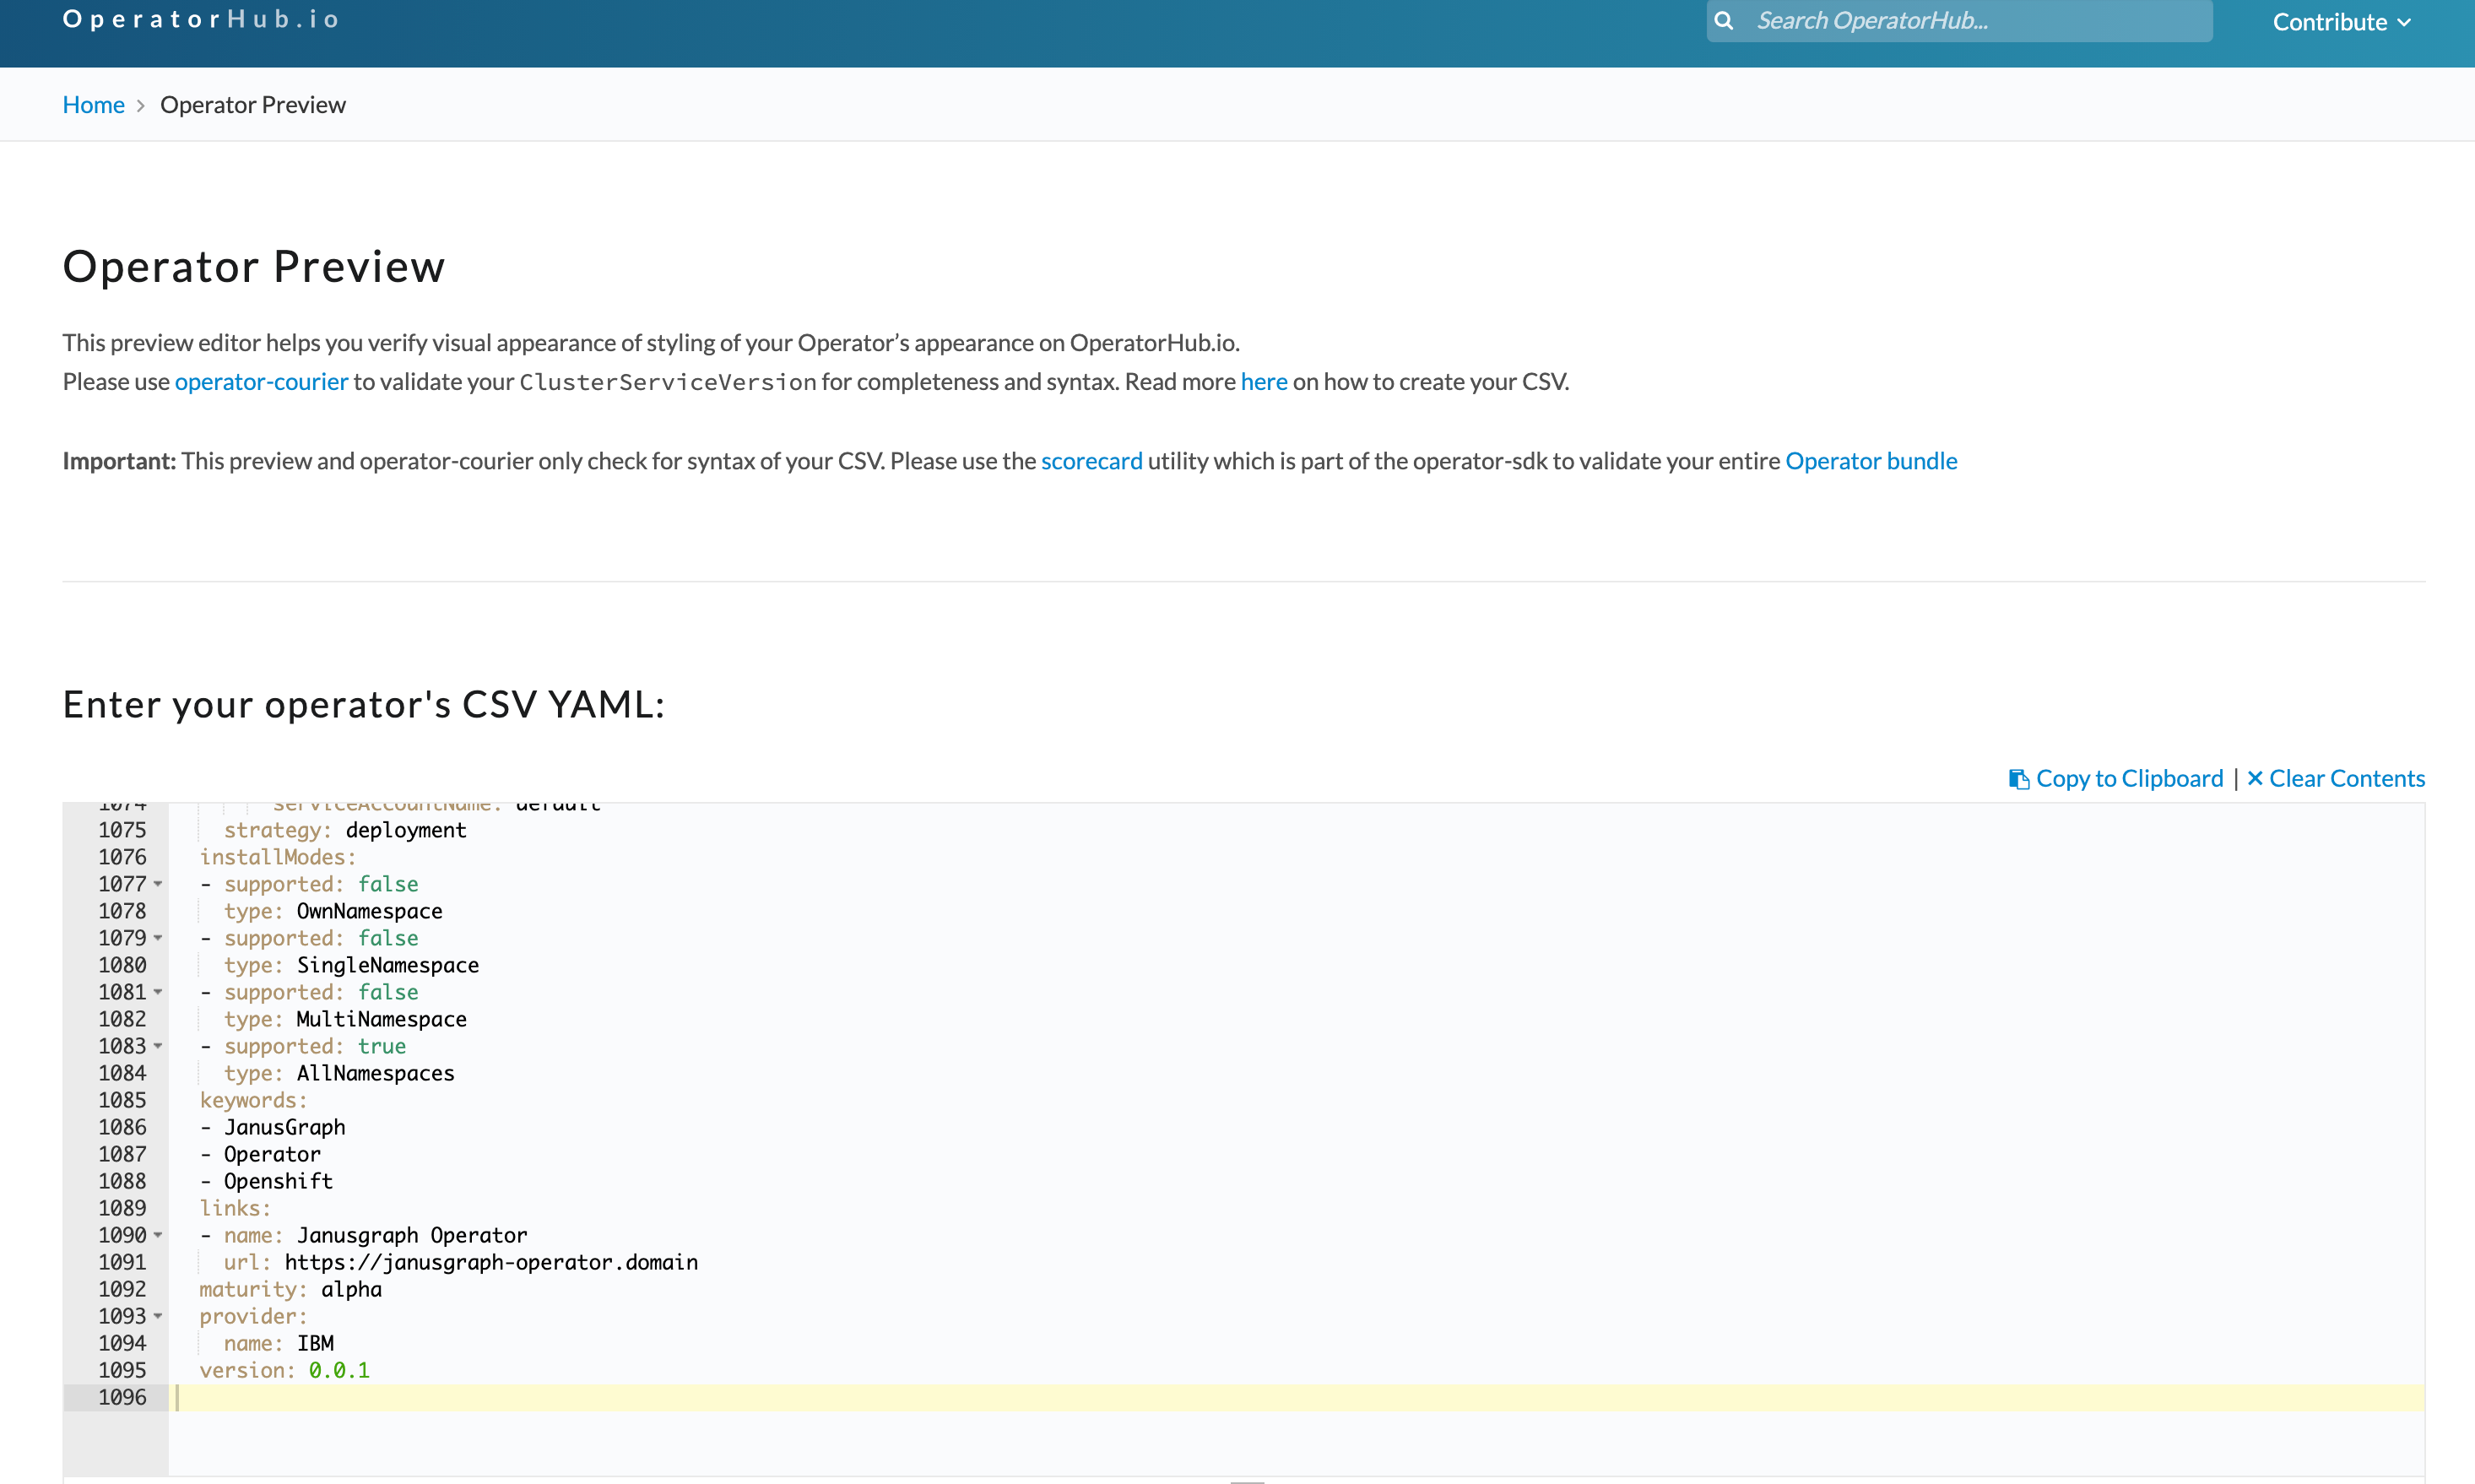 OperatorHub.io
Search OperatorHub...
Contribute
Home > Operator Preview
Operator Preview
This preview editor helps you verify visual appearance of styling of your Operator’s appearance on OperatorHub.io.
Please use operator-courier to validate your ClusterServiceVersion for completeness and syntax. Read more here on how to create your CSV.
Important: This preview and operator-courier only check for syntax of your CSV. Please use the scorecard utility which is part of the operator-sdk to validate your entire Operator bundle
Enter your operator's CSV YAML:
Copy to Clipboard | × Clear Contents
1074 serviceAccountName: default
1075 strategy: deployment
1076 installModes:
1077 - supported: false
1078 type: OwnNamespace
1079 - supported: false
1080 type: SingleNamespace
1081 - supported: false
1082 type: MultiNamespace
1083 - supported: true
1084 type: AllNamespaces
1085 keywords:
1086 - JanusGraph
1087 - Operator
1088 - Openshift
1089 links:
1090 - name: Janusgraph Operator
1091 url: https://janusgraph-operator.domain
1092 maturity: alpha
1093 provider:
1094 name: IBM
1095 version: 0.0.1
1096